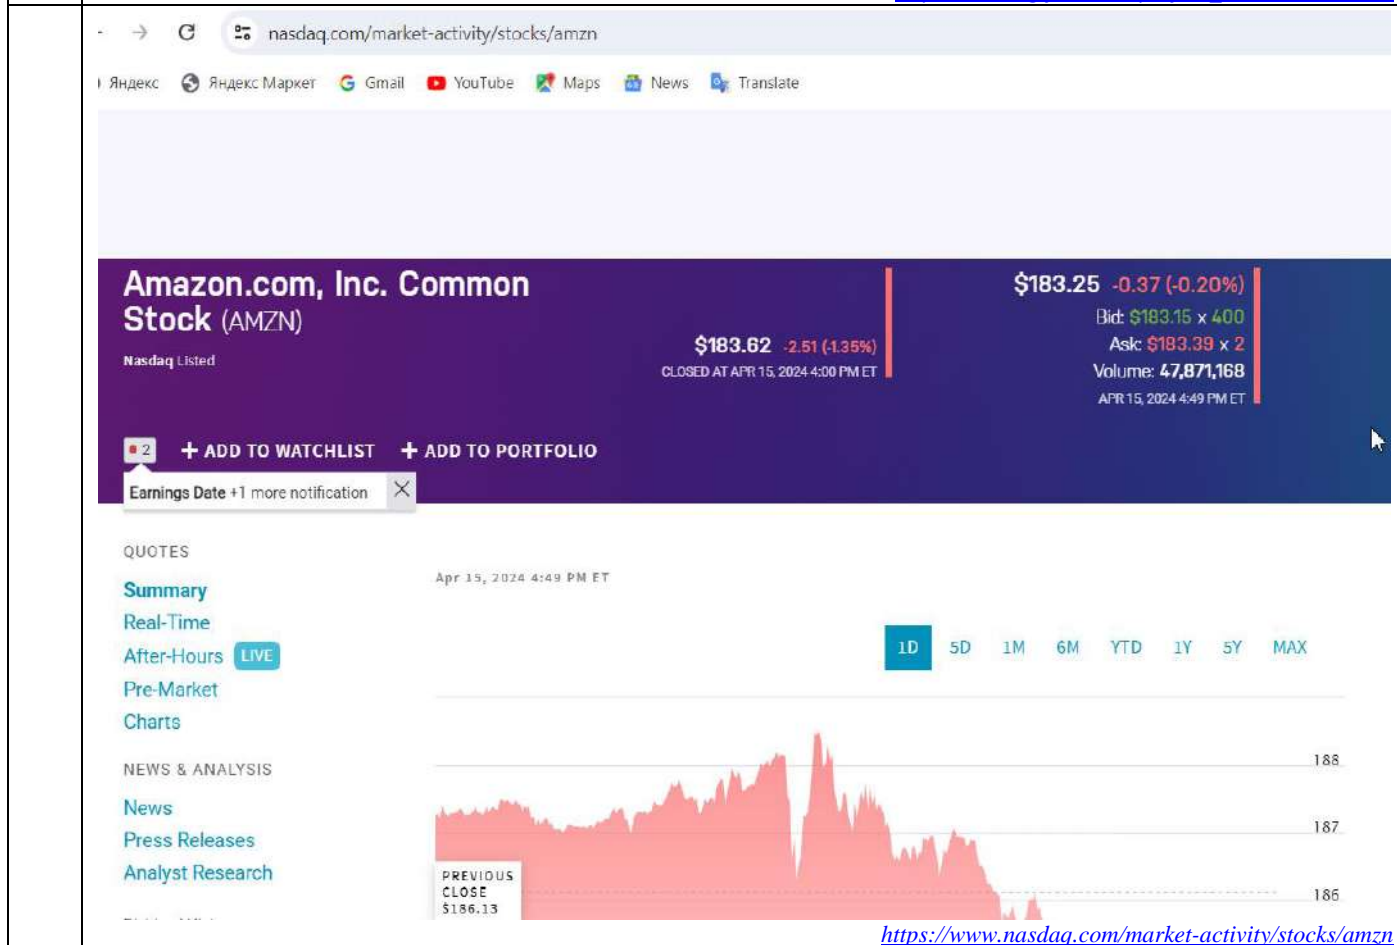 nasdaq.com/market-activity/stocks/amzn
Яндекс Яндекс Маркет Gmail YouTube Maps News Translate
Amazon.com, Inc. Common
Stock (AMZN)
Nasdaq Listed
$183.62 -2.51 (-1.35%)
CLOSED AT APR 15, 2024 4:00 PM ET
$183.25 -0.37 (-0.20%)
Bid: $183.15 x 400
Ask: $183.39 x 2
Volume: 47,871,168
APR 15, 2024 4:49 PM ET
2 + ADD TO WATCHLIST + ADD TO PORTFOLIO
Earnings Date +1 more notification
QUOTES
Summary
Real-Time
After-Hours LIVE
Pre-Market
Charts
NEWS & ANALYSIS
News
Press Releases
Analyst Research
Apr 15, 2024 4:49 PM ET
1D 5D 1M 6M YTD 1Y 5Y MAX
188
187
186
PREVIOUS
CLOSE
$186.13
https://www.nasdaq.com/market-activity/stocks/amzn